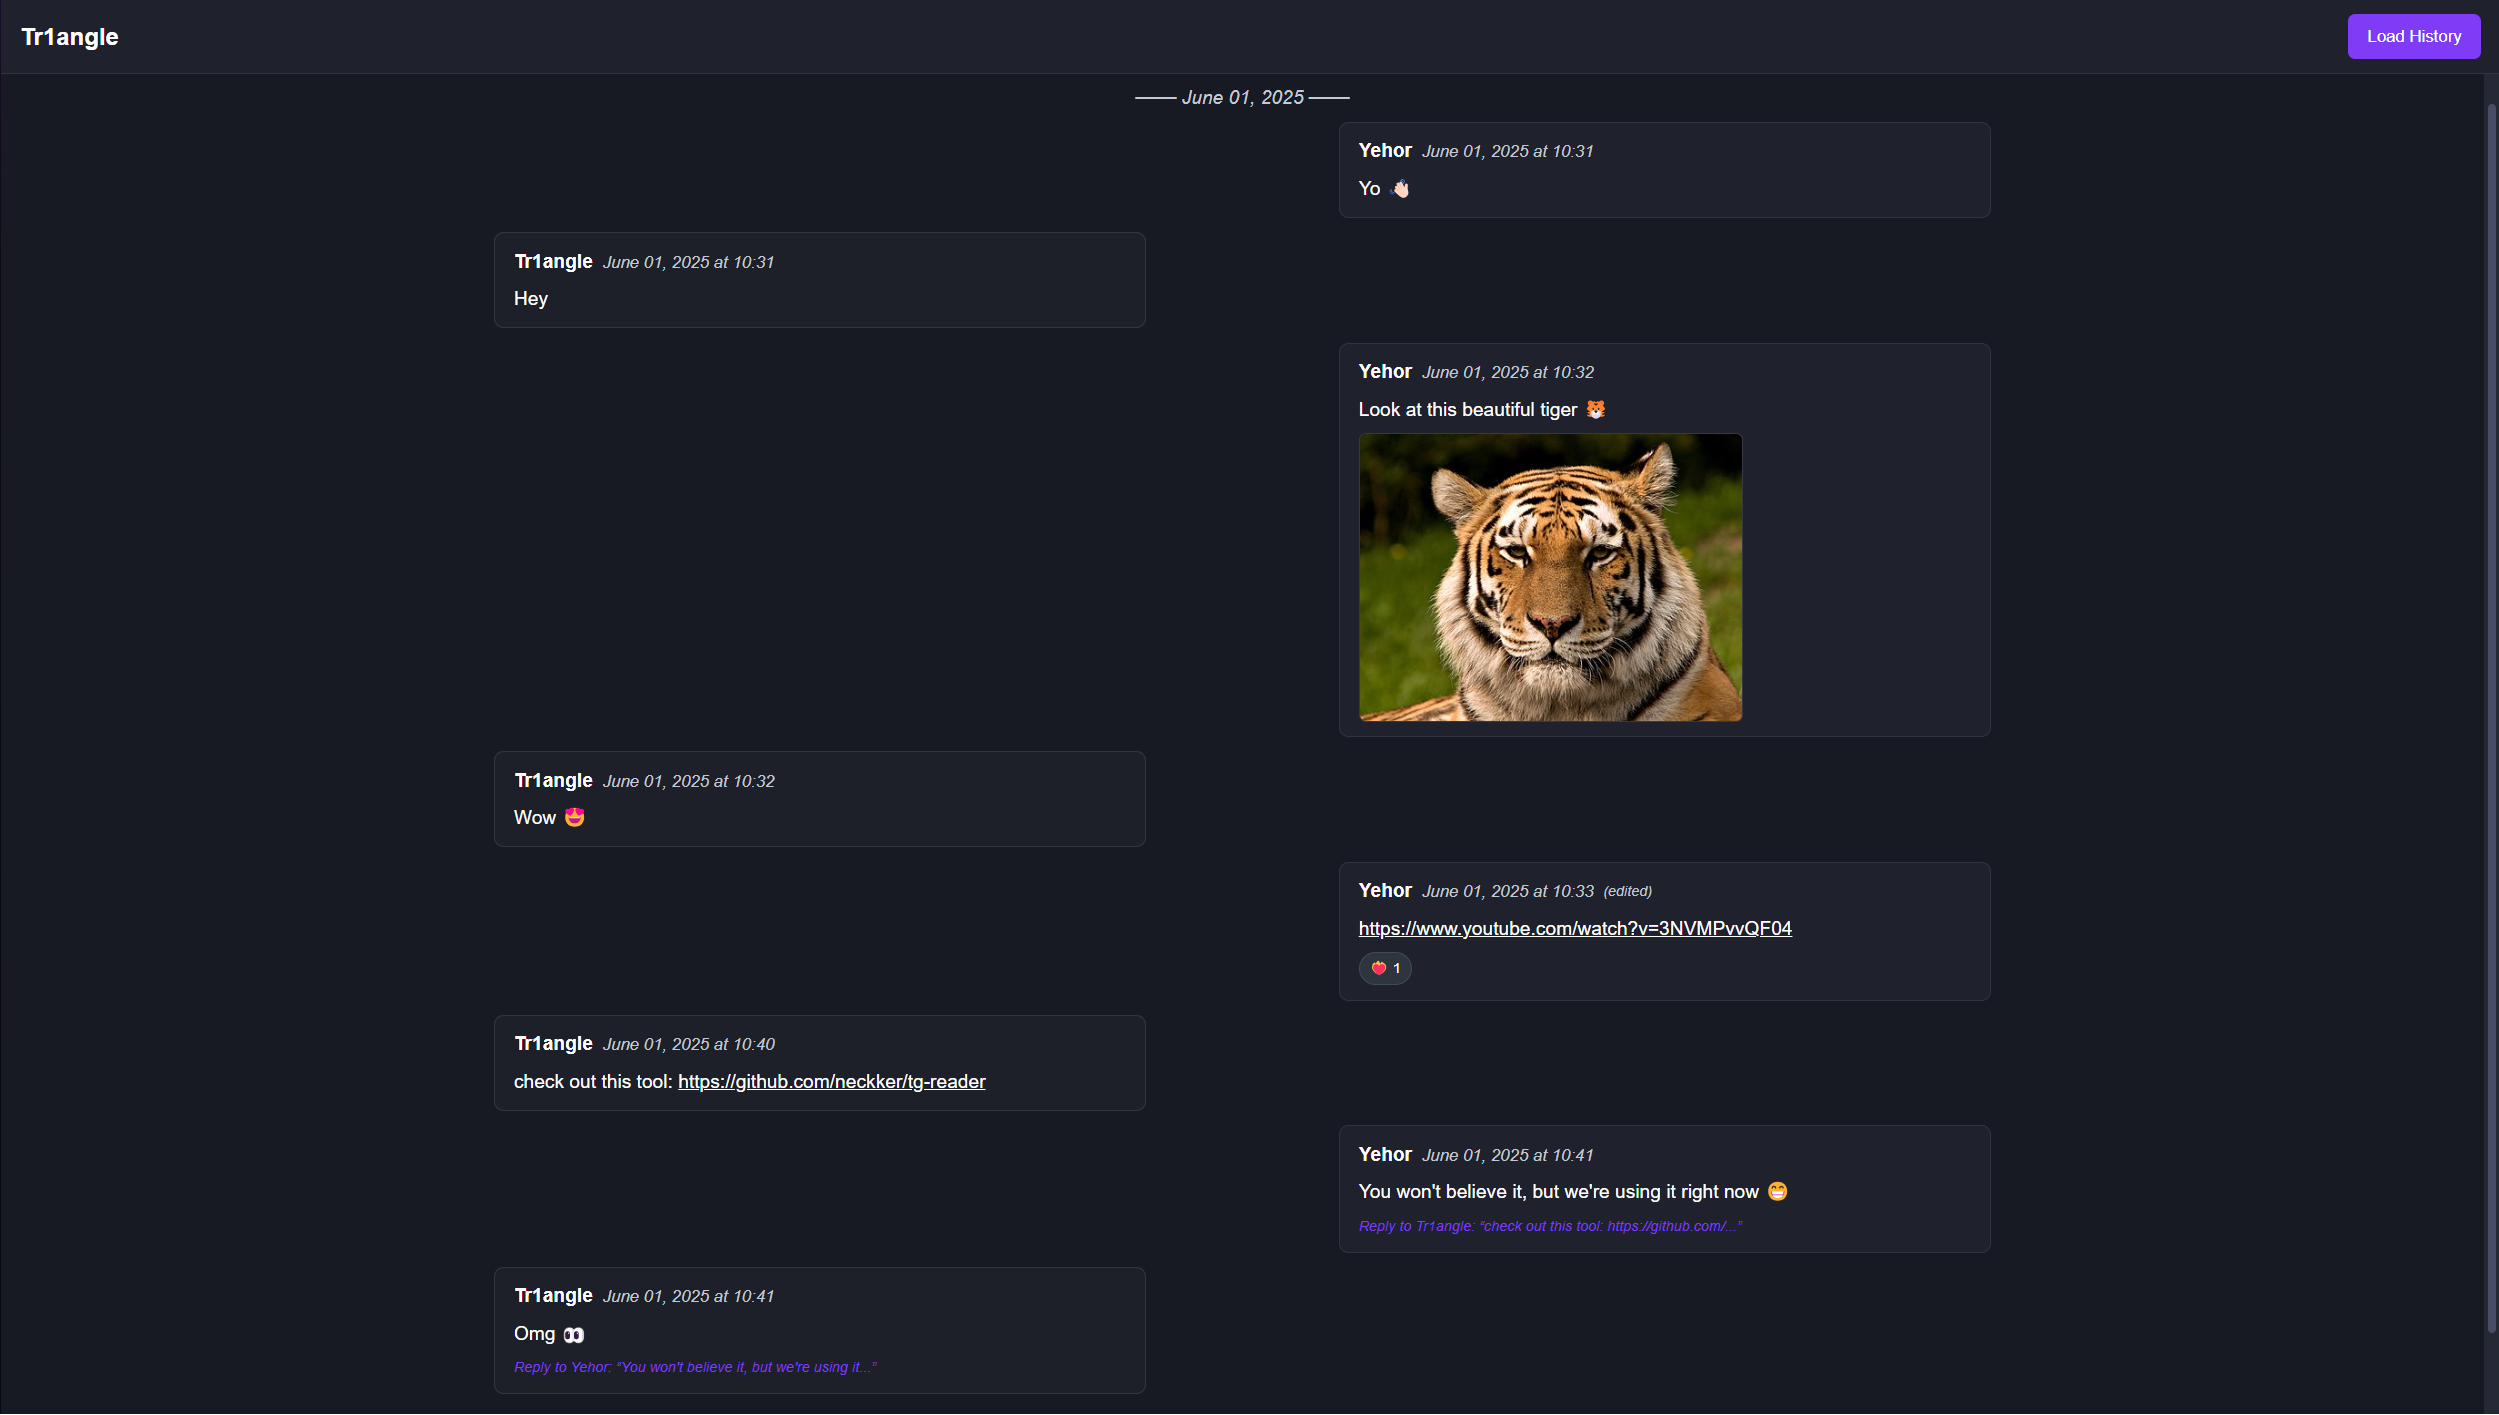 Tr1angle
Load History
June 01, 2025
Yehor June 01, 2025 at 10:31
Yo 👋🏻
Tr1angle June 01, 2025 at 10:31
Hey
Yehor June 01, 2025 at 10:32
Look at this beautiful tiger 🐯
Tr1angle June 01, 2025 at 10:32
Wow 🤩
Yehor June 01, 2025 at 10:33 (edited)
https://www.youtube.com/watch?v=3NVMPvvQF04
1
Tr1angle June 01, 2025 at 10:40
check out this tool: https://github.com/neckker/tg-reader
Yehor June 01, 2025 at 10:41
You won't believe it, but we're using it right now 😁
Reply to Tr1angle: “check out this tool: https://github.com/...”
Tr1angle June 01, 2025 at 10:41
Omg 👀
Reply to Yehor: “You won't believe it, but we're using it...”